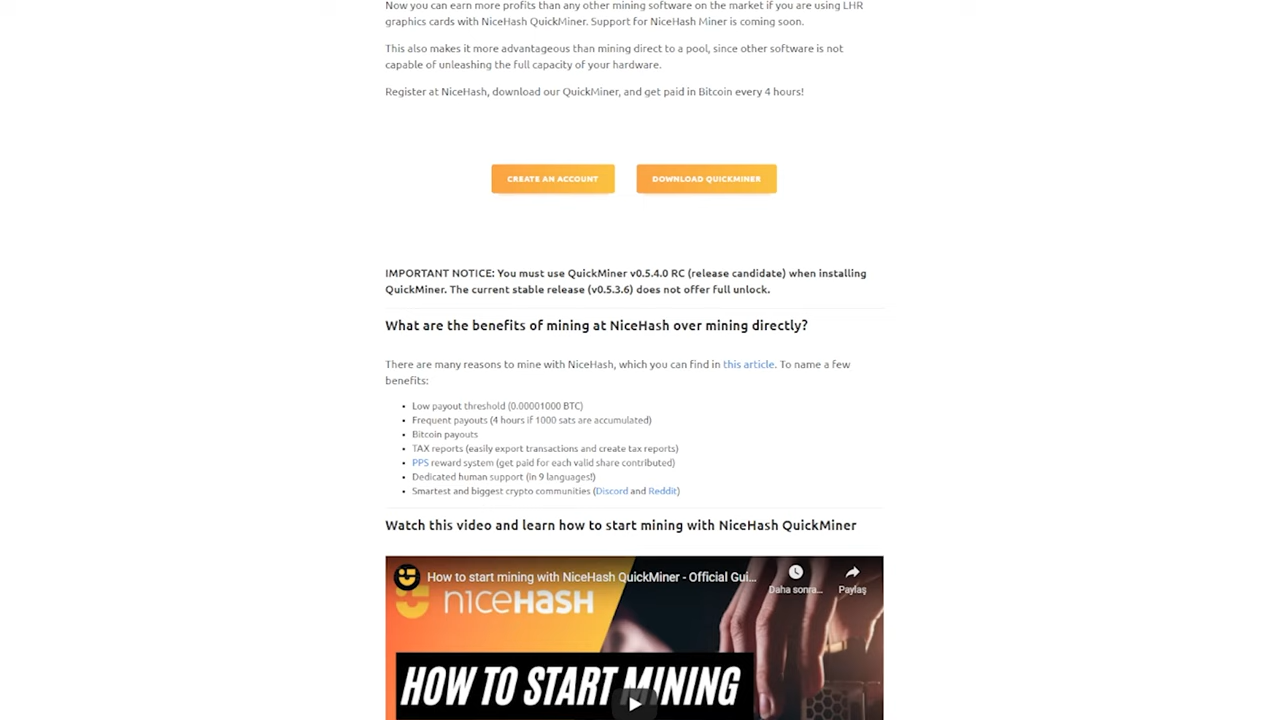 Now you can earn more profits than any other mining software on the market if you are using LHR
graphics cards with NiceHash QuickMiner. Support for NiceHash Miner is coming soon.
This also makes it more advantageous than mining direct to a pool, since other software is not
capable of unleashing the full capacity of your hardware.
Register at NiceHash, download our QuickMiner, and get paid in Bitcoin every 4 hours!
CREATE AN ACCOUNT DOWNLOAD QUICKMINER
IMPORTANT NOTICE: You must use QuickMiner v0.5.4.0 RC (release candidate) when installing
QuickMiner. The current stable release (v0.5.3.6) does not offer full unlock.
What are the benefits of mining at NiceHash over mining directly?
There are many reasons to mine with NiceHash, which you can find in this article. To name a few
benefits:
• Low payout threshold (0.00001000 BTC)
• Frequent payouts (4 hours if 1000 sats are accumulated)
• Bitcoin payouts
• TAX reports (easily export transactions and create tax reports)
• PPS reward system (get paid for each valid share contributed)
• Dedicated human support (in 9 languages!)
• Smartest and biggest crypto communities (Discord and Reddit)
Watch this video and learn how to start mining with NiceHash QuickMiner
How to start mining with NiceHash QuickMiner - Official Gui...
Daha sonra... Paylaş
nicehash
HOW TO START MINING